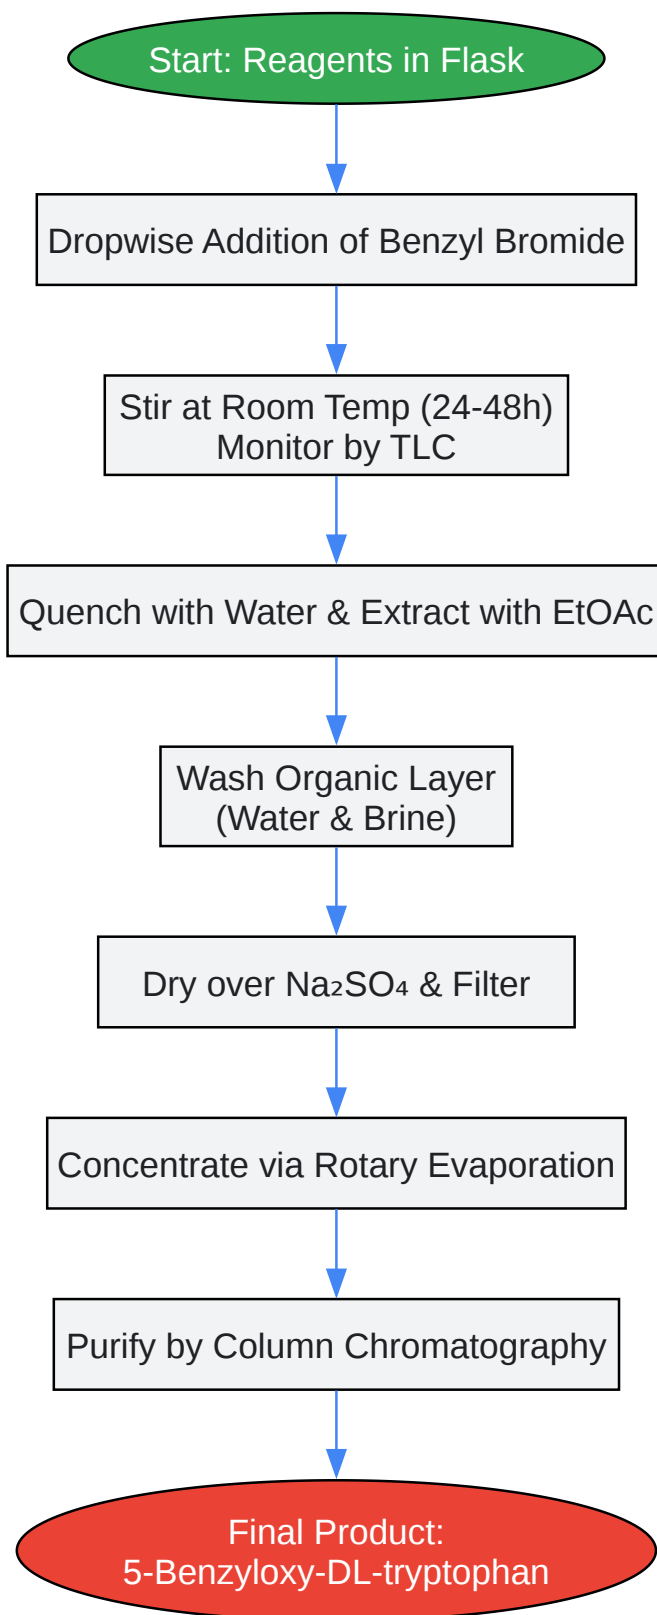 Start: Reagents in Flask
Dropwise Addition of Benzyl Bromide
Stir at Room Temp (24-48h)
Monitor by TLC
Quench with Water & Extract with EtOAc
Wash Organic Layer
(Water & Brine)
Dry over Na₂SO₄ & Filter
Concentrate via Rotary Evaporation
Purify by Column Chromatography
Final Product:
5-Benzyloxy-DL-tryptophan